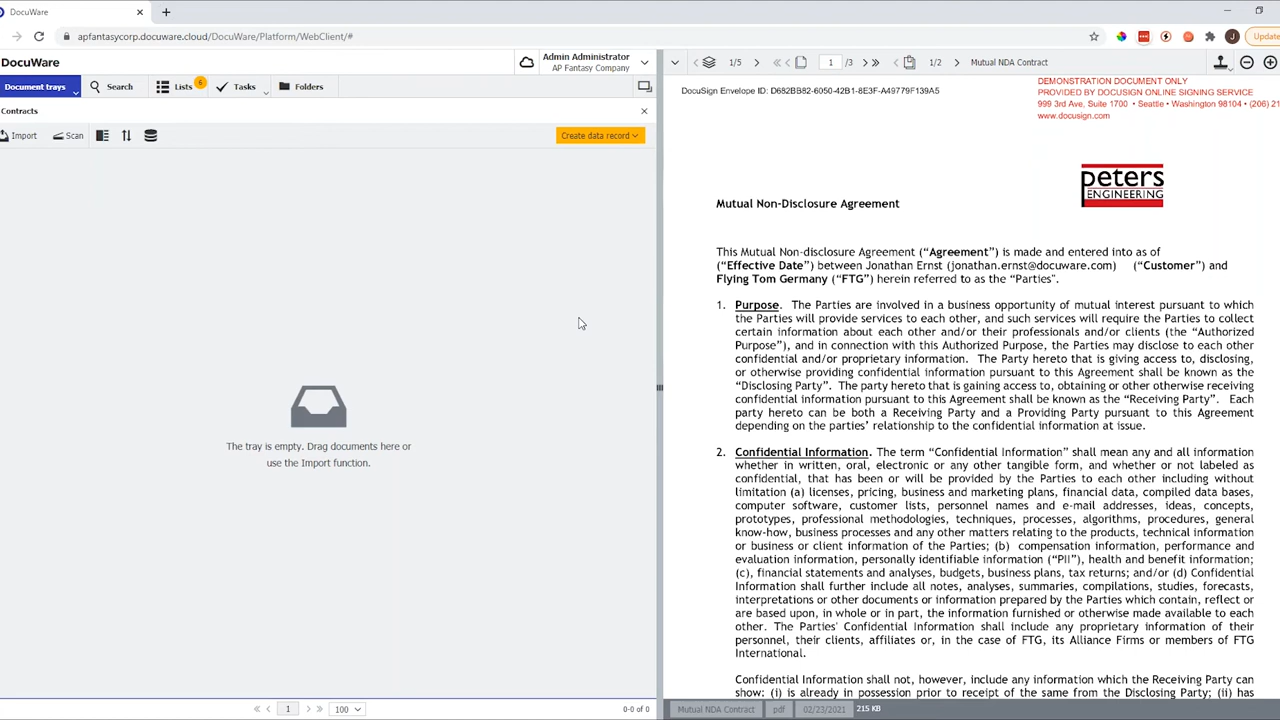 DocuWare
apfantasycorp.docuware.cloud/DocuWare/Platform/WebClient/#
J
Update
DocuWare
Admin Administrator
AP Fantasy Company
Document trays
Search
Lists
6
Tasks
Folders
Contracts
Import
Scan
Create data record
The tray is empty. Drag documents here or
use the Import function.
1
100
0-0 of 0
1/5
1
/3
1/2
Mutual NDA Contract
DocuSign Envelope ID: D682BB82-6050-42B1-8E3F-A49779F139A5
DEMONSTRATION DOCUMENT ONLY
PROVIDED BY DOCUSIGN ONLINE SIGNING SERVICE
999 3rd Ave, Suite 1700 • Seattle • Washington 98104 • (206) 21
www.docusign.com
peters
ENGINEERING
Mutual Non-Disclosure Agreement
This Mutual Non-disclosure Agreement (“Agreement”) is made and entered into as of
(“Effective Date”) between Jonathan Ernst (jonathan.ernst@docuware.com) (“Customer”) and
Flying Tom Germany (“FTG”) herein referred to as the “Parties”.
1. Purpose. The Parties are involved in a business opportunity of mutual interest pursuant to which
the Parties will provide services to each other, and such services will require the Parties to collect
certain information about each other and/or their professionals and/or clients (the “Authorized
Purpose”), and in connection with this Authorized Purpose, the Parties may disclose to each other
confidential and/or proprietary information. The Party hereto that is giving access to, disclosing,
or otherwise providing confidential information pursuant to this Agreement shall be known as the
“Disclosing Party”. The party hereto that is gaining access to, obtaining or other otherwise receiving
confidential information pursuant to this Agreement shall be known as the “Receiving Party”. Each
party hereto can be both a Receiving Party and a Providing Party pursuant to this Agreement
depending on the parties’ relationship to the confidential information at issue.
2. Confidential Information. The term “Confidential Information” shall mean any and all information
whether in written, oral, electronic or any other tangible form, and whether or not labeled as
confidential, that has been or will be provided by the Parties to each other including without
limitation (a) licenses, pricing, business and marketing plans, financial data, compiled data bases,
computer software, customer lists, personnel names and e-mail addresses, ideas, concepts,
prototypes, professional methodologies, techniques, processes, algorithms, procedures, general
know-how, business processes and any other matters relating to the products, technical information
or business or client information of the Parties; (b) compensation information, performance and
evaluation information, personally identifiable information (“PII”), health and benefit information;
(c), financial statements and analyses, budgets, business plans, tax returns; and/or (d) Confidential
Information shall further include all notes, analyses, summaries, compilations, studies, forecasts,
interpretations or other documents or information prepared by the Parties which contain, reflect or
are based upon, in whole or in part, the information furnished or otherwise made available to each
other. The Parties' Confidential Information shall include any proprietary information of their
personnel, their clients, affiliates or, in the case of FTG, its Alliance Firms or members of FTG
International.
Confidential Information shall not, however, include any information which the Receiving Party can
show: (i) is already in possession prior to receipt of the same from the Disclosing Party; (ii) has
Mutual NDA Contract
pdf
02/23/2021
215 KB